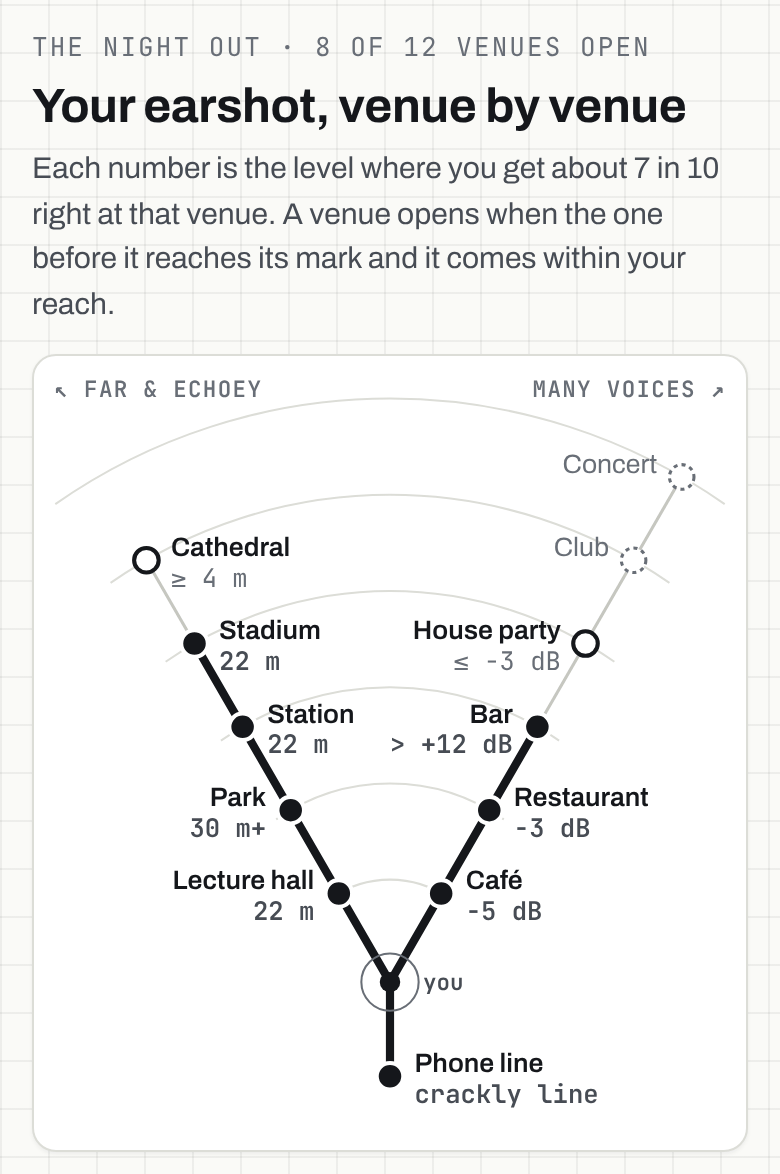 THE NIGHT OUT · 8 OF 12 VENUES OPEN
Your earshot, venue by venue
Each number is the level where you get about 7 in 10
right at that venue. A venue opens when the one
before it reaches its mark and it comes within your
reach.
↖ FAR & ECHOEY
MANY VOICES ↗
Concert
Cathedral
≥ 4 m
Club
Stadium
22 m
House party
≤ -3 dB
Station
22 m
Bar
> +12 dB
Park
30 m+
Restaurant
-3 dB
Lecture hall
22 m
Café
-5 dB
you
Phone line
crackly line